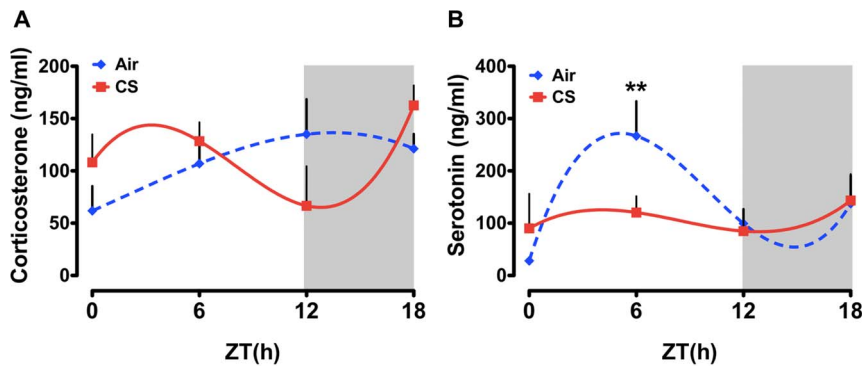 A
Corticosterone (ng/ml)
200
150
100
50
0
Air
CS
0 6 12 18
ZT(h)
B
Serotonin (ng/ml)
400
300
200
100
0
Air
CS
**
0 6 12 18
ZT(h)